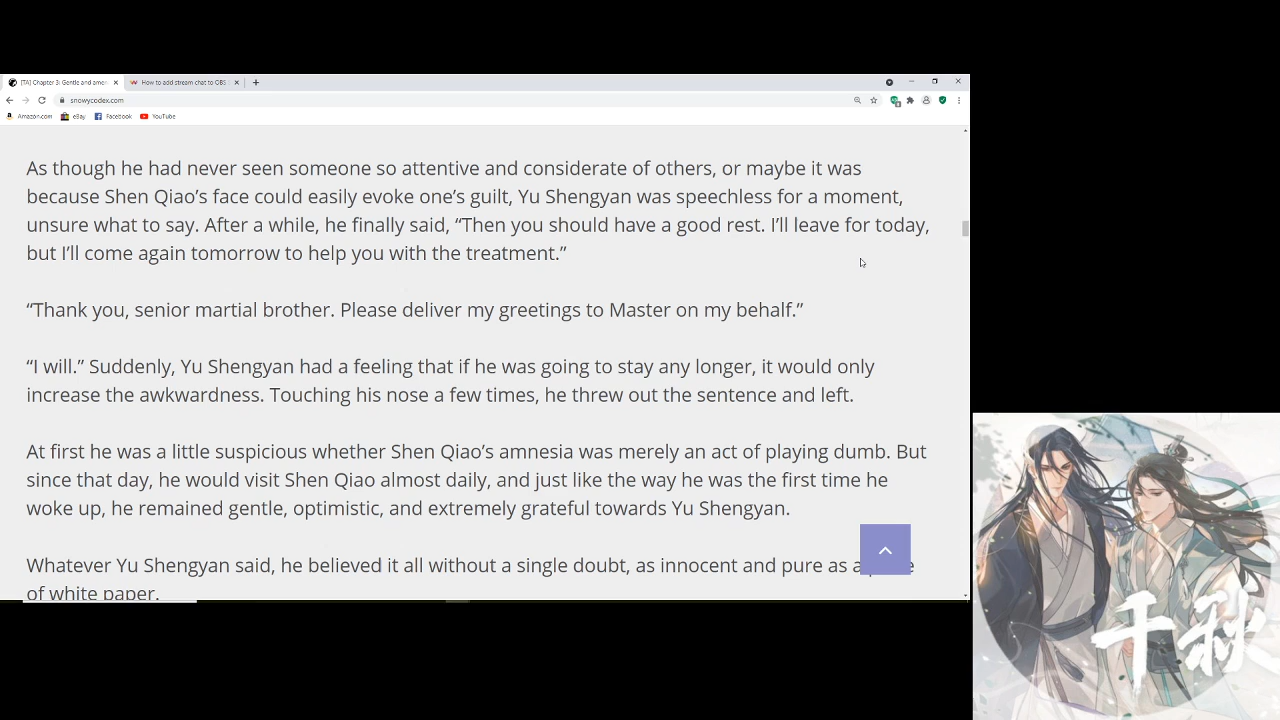 [TA] Chapter 3: Gentle and amen
How to add stream chat to OBS
snowycodex.com
Amazon.com
eBay
Facebook
YouTube
As though he had never seen someone so attentive and considerate of others, or maybe it was
because Shen Qiao’s face could easily evoke one’s guilt, Yu Shengyan was speechless for a moment,
unsure what to say. After a while, he finally said, “Then you should have a good rest. I’ll leave for today,
but I’ll come again tomorrow to help you with the treatment.”
“Thank you, senior martial brother. Please deliver my greetings to Master on my behalf.”
“I will.” Suddenly, Yu Shengyan had a feeling that if he was going to stay any longer, it would only
increase the awkwardness. Touching his nose a few times, he threw out the sentence and left.
At first he was a little suspicious whether Shen Qiao’s amnesia was merely an act of playing dumb. But
since that day, he would visit Shen Qiao almost daily, and just like the way he was the first time he
woke up, he remained gentle, optimistic, and extremely grateful towards Yu Shengyan.
Whatever Yu Shengyan said, he believed it all without a single doubt, as innocent and pure as a
of white paper.
千秋